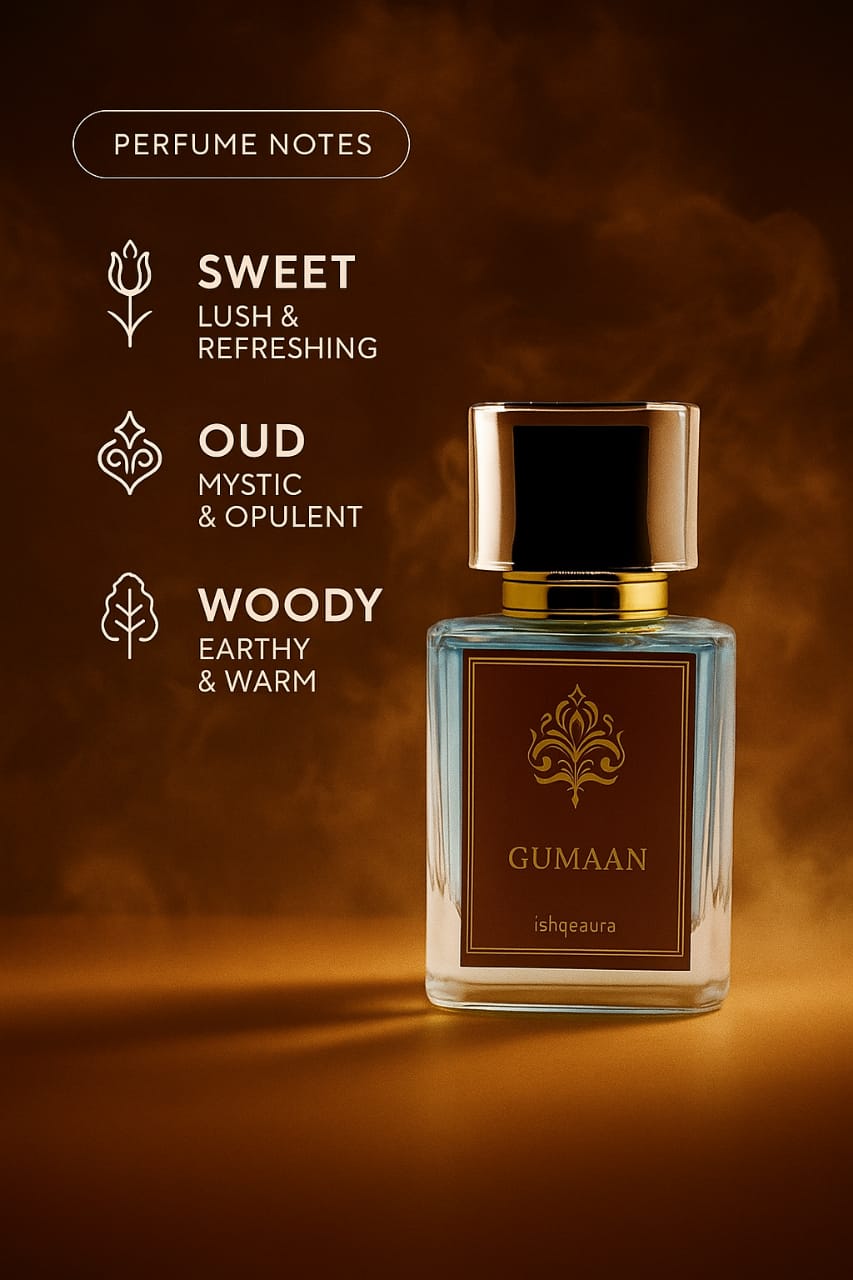 PERFUME NOTES
SWEET
LUSH &
REFRESHING
OUD
MYSTIC
& OPULENT
WOODY
EARTHY
& WARM
GUMAAN
ishqeaura